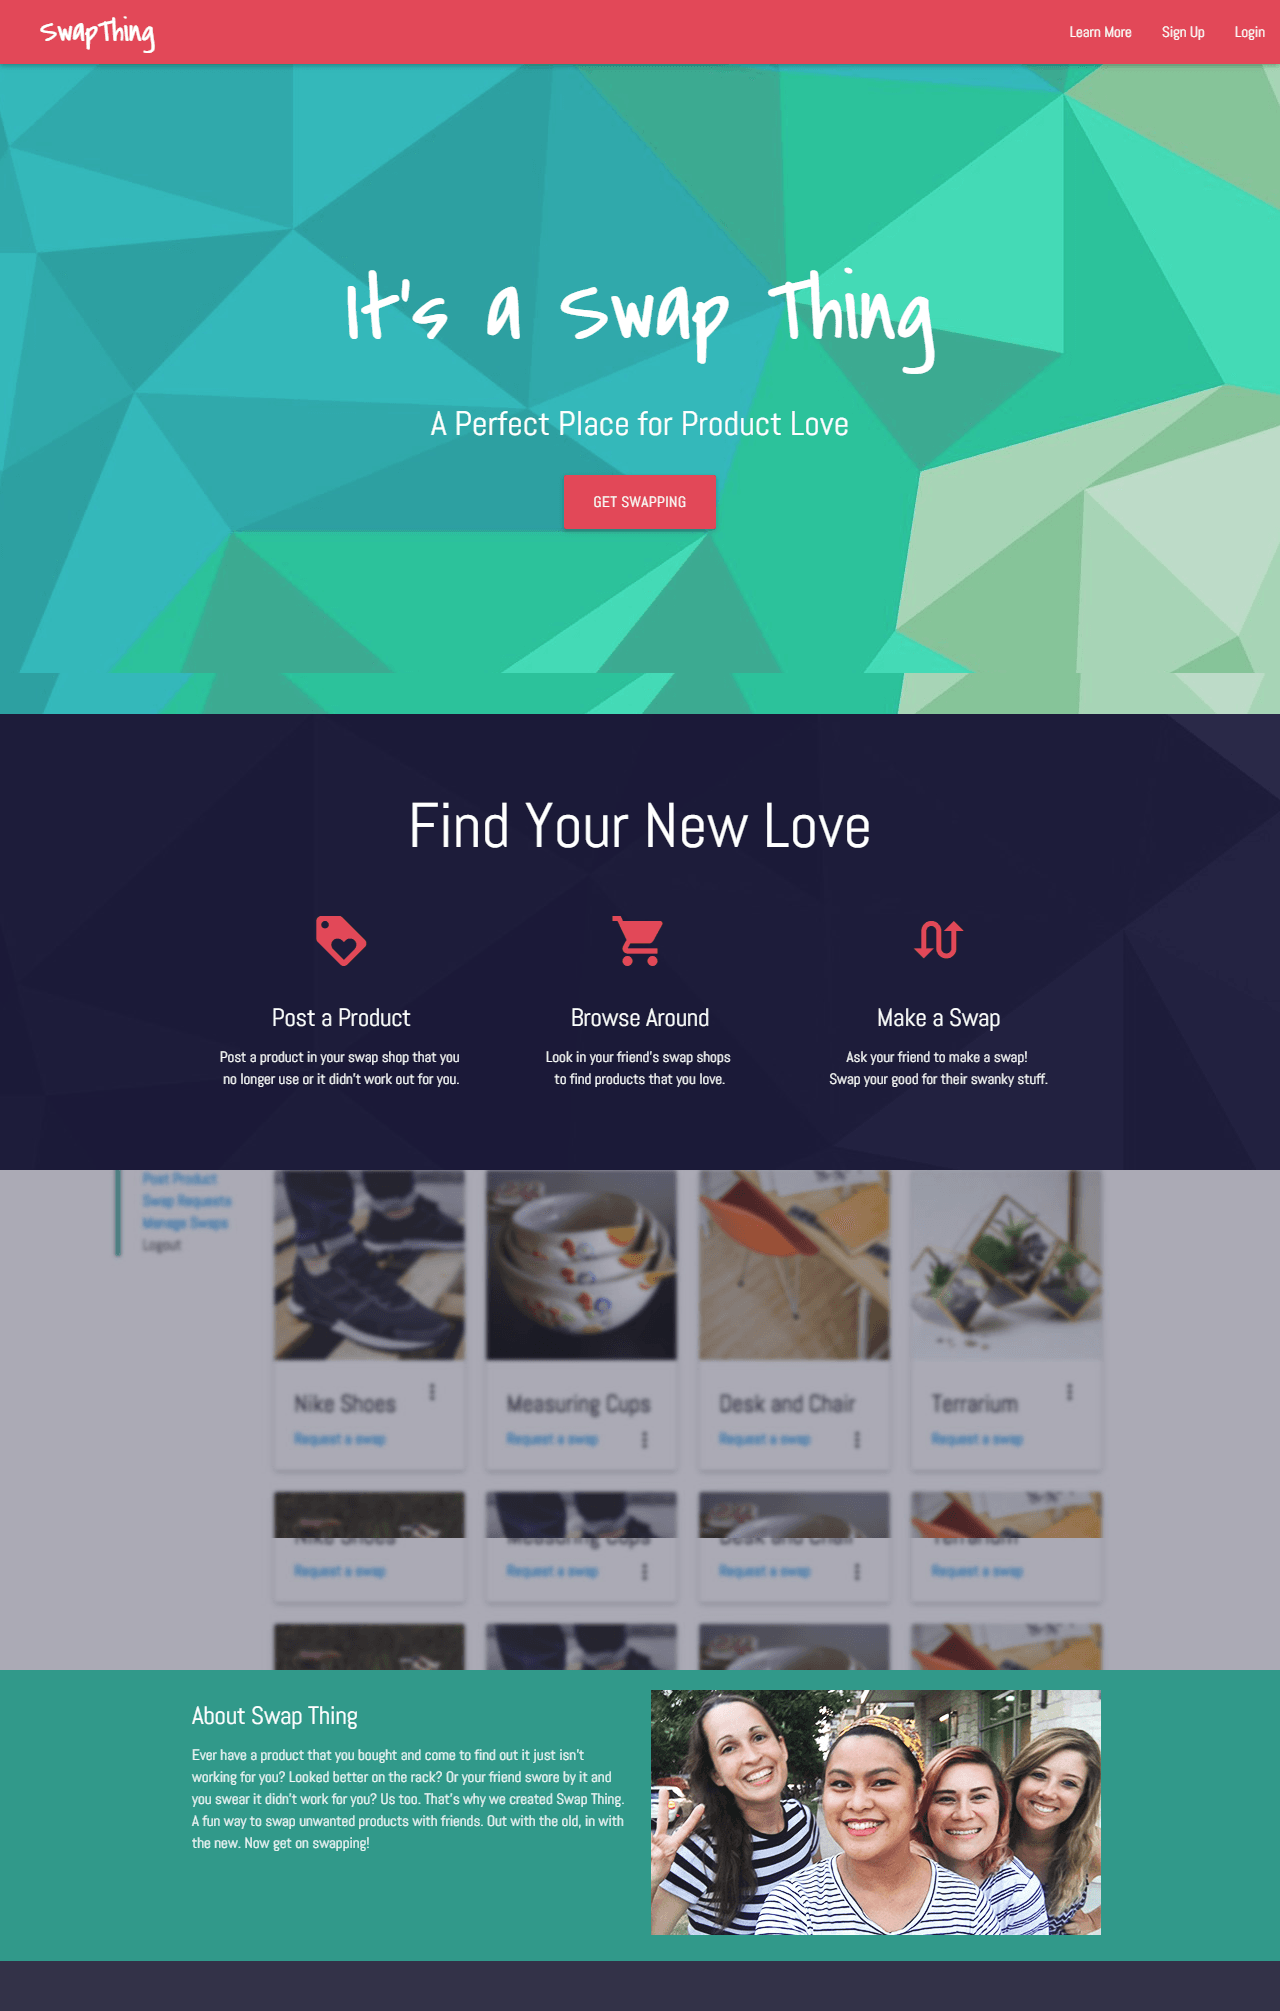 SwapThing
Learn More Sign Up Login
It's a Swap Thing
A Perfect Place for Product Love
GET SWAPPING
Find Your New Love
Post a Product
Post a product in your swap shop that you
no longer use or it didn't work out for you.
Browse Around
Look in your friend's swap shops
to find products that you love.
Make a Swap
Ask your friend to make a swap!
Swap your good for their swanky stuff.
Post Product
Swap Requests
Manage Swaps
Logout
Nike Shoes
Request a swap
Measuring Cups
Request a swap
Desk and Chair
Request a swap
Terrarium
Request a swap
Nike Shoes
Request a swap
Measuring Cups
Request a swap
Desk and Chair
Request a swap
Terrarium
Request a swap
About Swap Thing
Ever have a product that you bought and come to find out it just isn't
working for you? Looked better on the rack? Or your friend swore by it and
you swear it didn't work for you? Us too. That's why we created Swap Thing.
A fun way to swap unwanted products with friends. Out with the old, in with
the new. Now get on swapping!